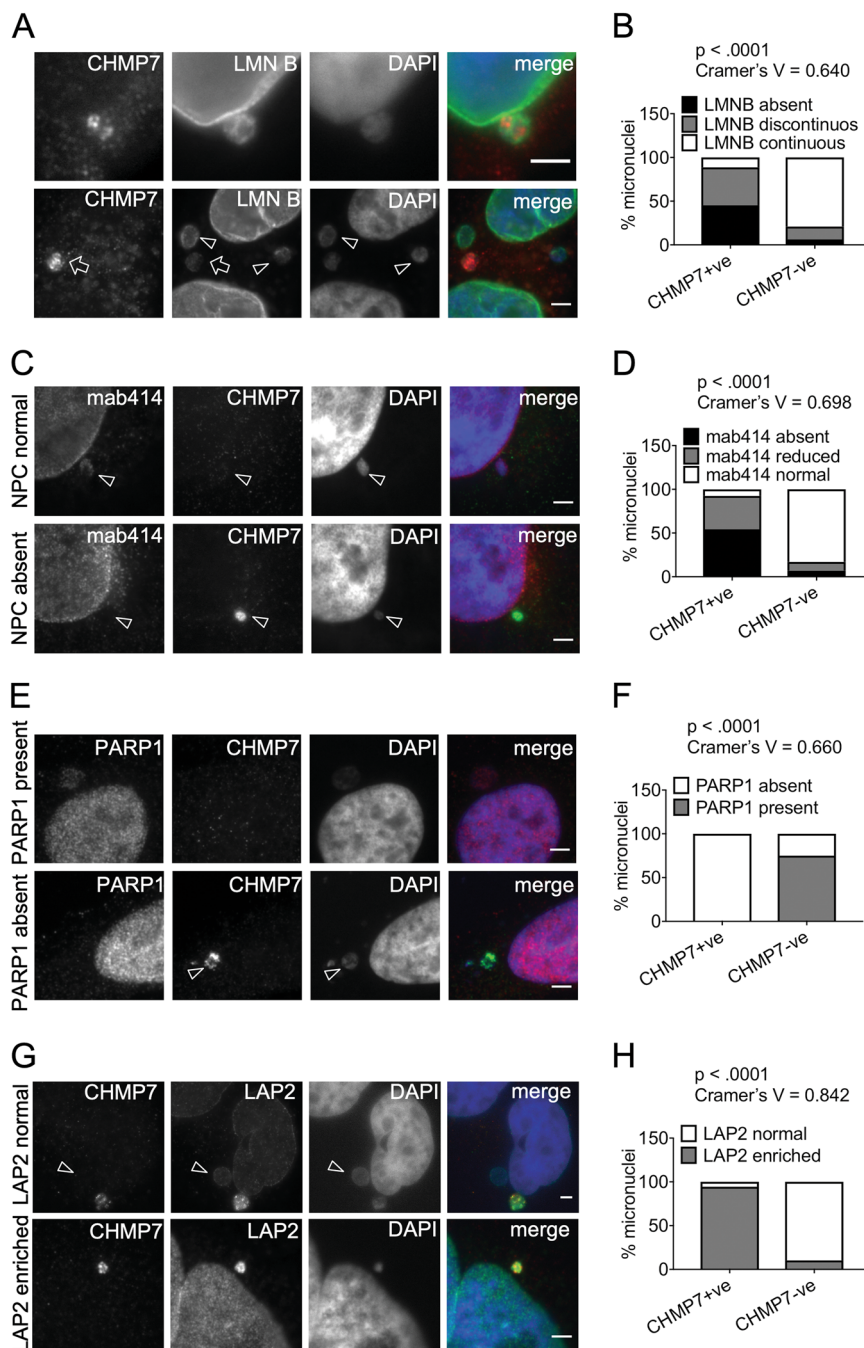 A
CHMP7 LMN B DAPI merge
CHMP7 LMN B DAPI merge
B
p < .0001
Cramer's V = 0.640
LMNB absent
LMNB discontinuos
LMNB continuous
% micronuclei
150
100
50
0
CHMP7+ve CHMP7-ve
C
NPC normal
mab414 CHMP7 DAPI merge
NPC absent
mab414 CHMP7 DAPI merge
D
p < .0001
Cramer's V = 0.698
mab414 absent
mab414 reduced
mab414 normal
% micronuclei
150
100
50
0
CHMP7+ve CHMP7-ve
E
PARP1 present
PARP1 CHMP7 DAPI merge
PARP1 absent
PARP1 CHMP7 DAPI merge
F
p < .0001
Cramer's V = 0.660
PARP1 absent
PARP1 present
% micronuclei
150
100
50
0
CHMP7+ve CHMP7-ve
G
LAP2 normal
CHMP7 LAP2 DAPI merge
LAP2 enriched
CHMP7 LAP2 DAPI merge
H
p < .0001
Cramer's V = 0.842
LAP2 normal
LAP2 enriched
% micronuclei
150
100
50
0
CHMP7+ve CHMP7-ve